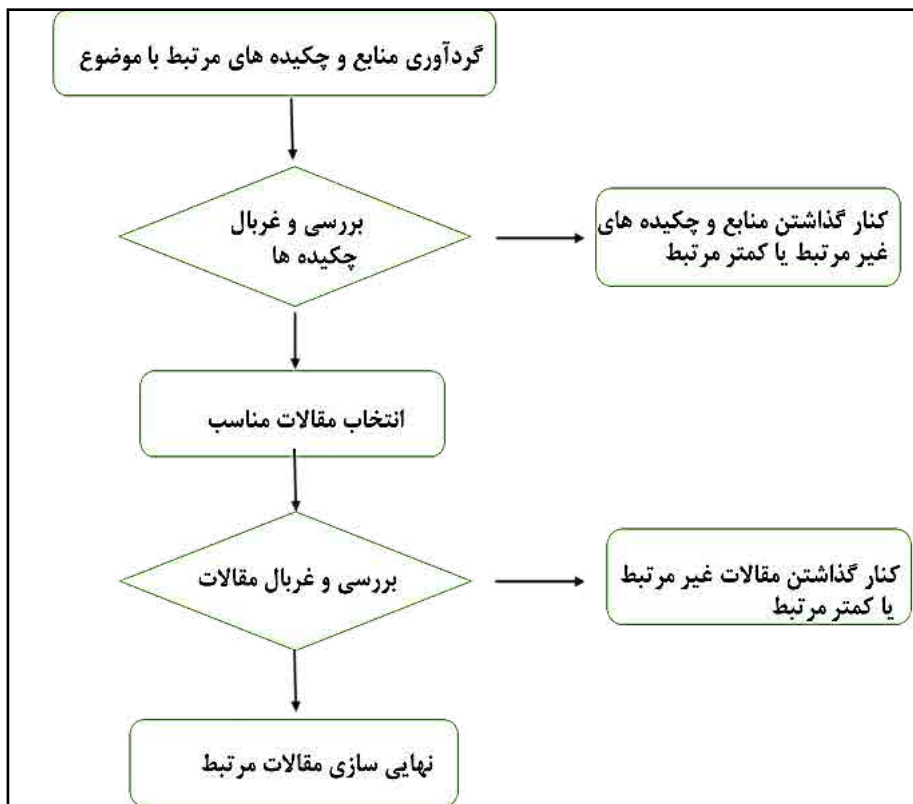 گردآوری منابع و چکیده های مرتبط با موضوع
بررسی و غربال
چکیده ها
کنار گذاشتن منابع و چکیده های
غیر مرتبط یا کمتر مرتبط
انتخاب مقالات مناسب
بررسی و غربال مقالات
کنار گذاشتن مقالات غیر مرتبط
یا کمتر مرتبط
نهایی سازی مقالات مرتبط